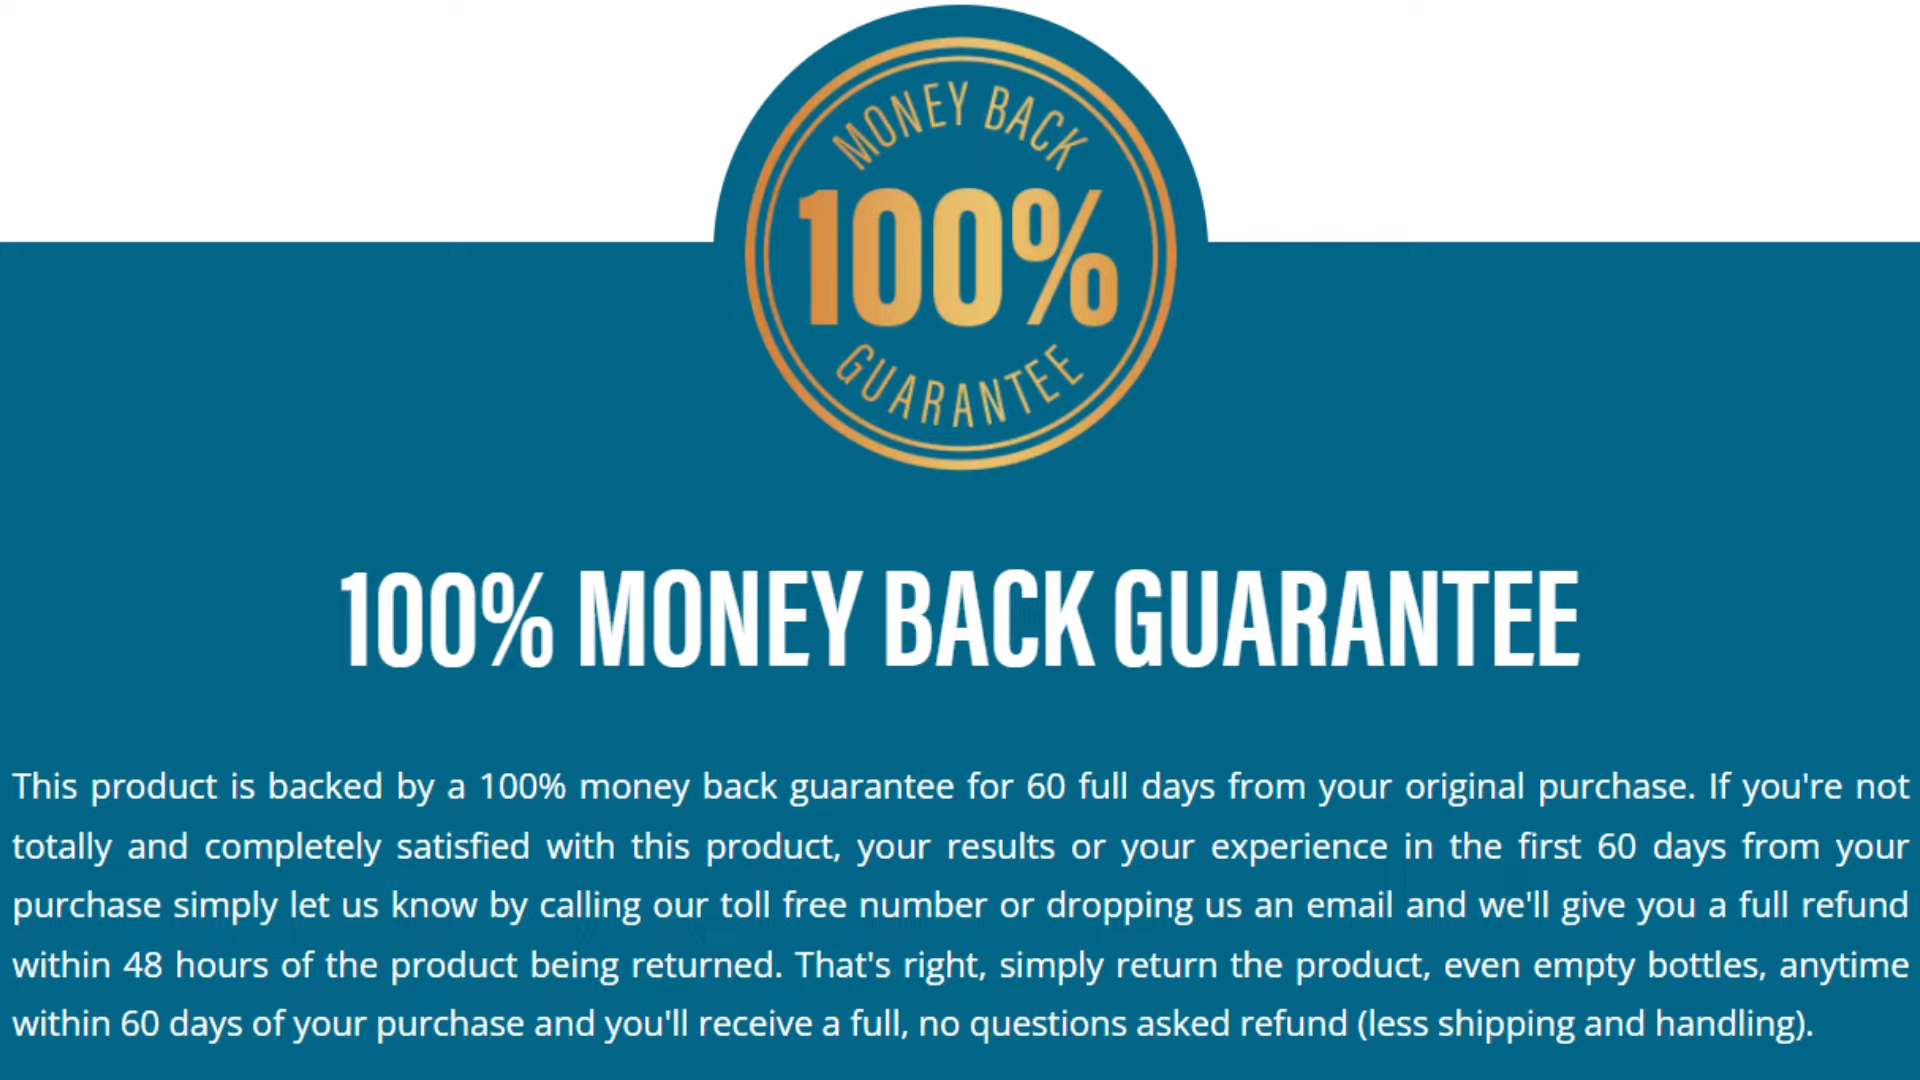 MONEY BACK
100%
GUARANTEE
100% MONEY BACK GUARANTEE
This product is backed by a 100% money back guarantee for 60 full days from your original purchase. If you're not
totally and completely satisfied with this product, your results or your experience in the first 60 days from your
purchase simply let us know by calling our toll free number or dropping us an email and we'll give you a full refund
within 48 hours of the product being returned. That's right, simply return the product, even empty bottles, anytime
within 60 days of your purchase and you'll receive a full, no questions asked refund (less shipping and handling).